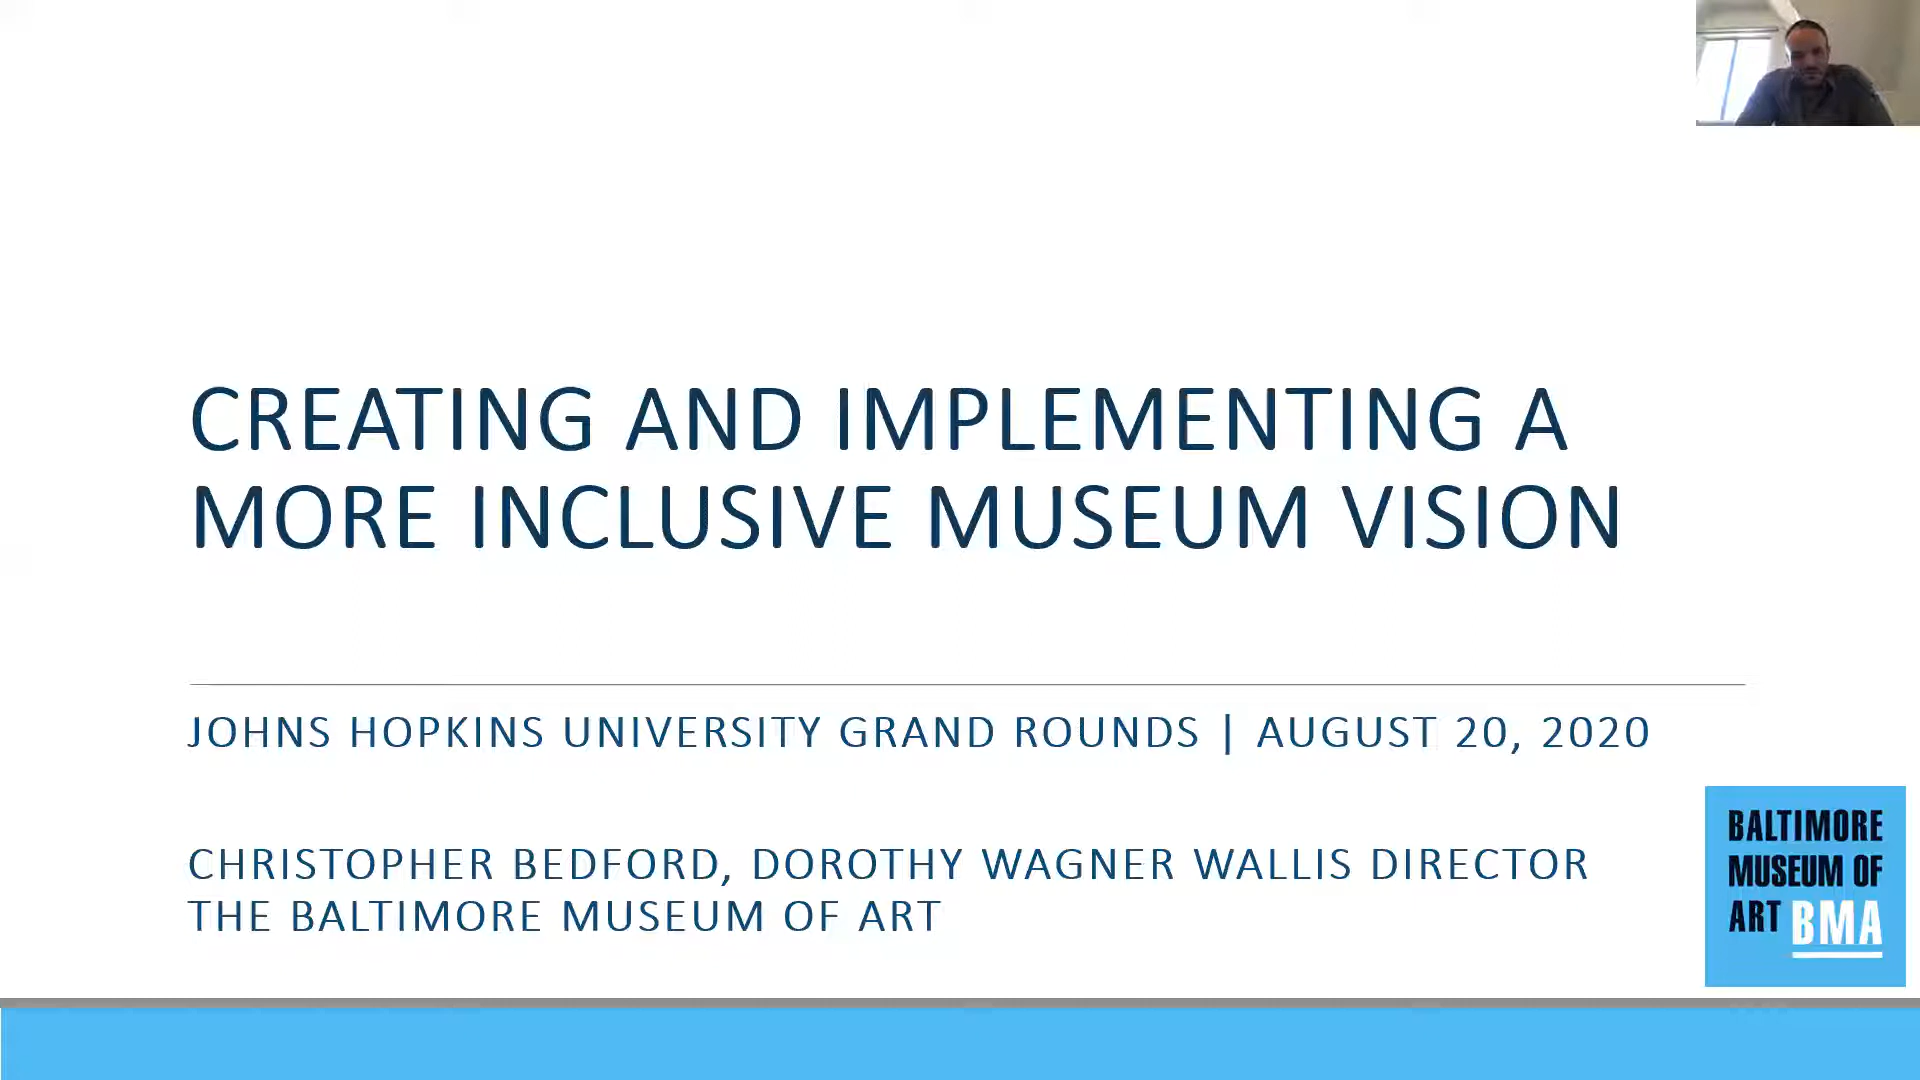 CREATING AND IMPLEMENTING A
MORE INCLUSIVE MUSEUM VISION
JOHNS HOPKINS UNIVERSITY GRAND ROUNDS | AUGUST 20, 2020
CHRISTOPHER BEDFORD, DOROTHY WAGNER WALLIS DIRECTOR
THE BALTIMORE MUSEUM OF ART
BALTIMORE
MUSEUM OF
ART BMA